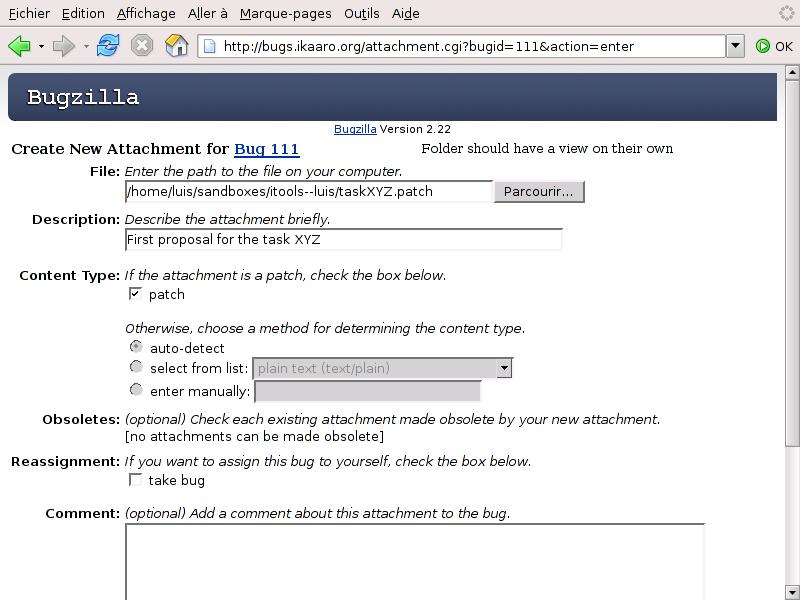 Fichier Edition Affichage Aller à Marque-pages Outils Aide
http://bugs.ikaaro.org/attachment.cgi?bugid=111&action=enter OK
Bugzilla
Bugzilla Version 2.22
Create New Attachment for Bug 111 Folder should have a view on their own
File: Enter the path to the file on your computer.
/home/luis/sandboxes/itools--luis/taskXYZ.patch Parcourir...
Description: Describe the attachment briefly.
First proposal for the task XYZ
Content Type: If the attachment is a patch, check the box below.
patch
Otherwise, choose a method for determining the content type.
auto-detect
select from list: plain text (text/plain)
enter manually:
Obsoletes: (optional) Check each existing attachment made obsolete by your new attachment.
[no attachments can be made obsolete]
Reassignment: If you want to assign this bug to yourself, check the box below.
take bug
Comment: (optional) Add a comment about this attachment to the bug.